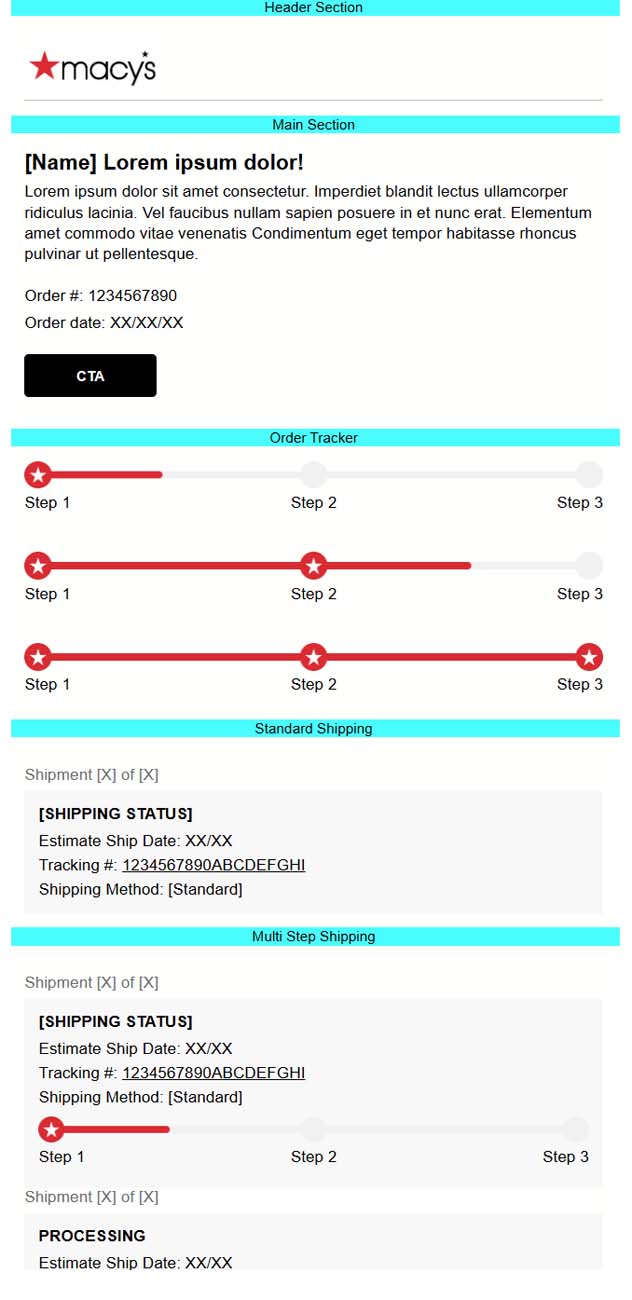 Header Section
macy's
Main Section
[Name] Lorem ipsum dolor!
Lorem ipsum dolor sit amet consectetur. Imperdiet blandit lectus ullamcorper
ridiculus lacinia. Vel faucibus nullam sapien posuere in et nunc erat. Elementum
amet commodo vitae venenatis Condimentum eget tempor habitasse rhoncus
pulvinar ut pellentesque.
Order #: 1234567890
Order date: XX/XX/XX
CTA
Order Tracker
Step 1 Step 2 Step 3
Step 1 Step 2 Step 3
Step 1 Step 2 Step 3
Standard Shipping
Shipment [X] of [X]
[SHIPPING STATUS]
Estimate Ship Date: XX/XX
Tracking #: 1234567890ABCDEFGHI
Shipping Method: [Standard]
Multi Step Shipping
Shipment [X] of [X]
[SHIPPING STATUS]
Estimate Ship Date: XX/XX
Tracking #: 1234567890ABCDEFGHI
Shipping Method: [Standard]
Step 1 Step 2 Step 3
Shipment [X] of [X]
PROCESSING
Estimate Ship Date: XX/XX